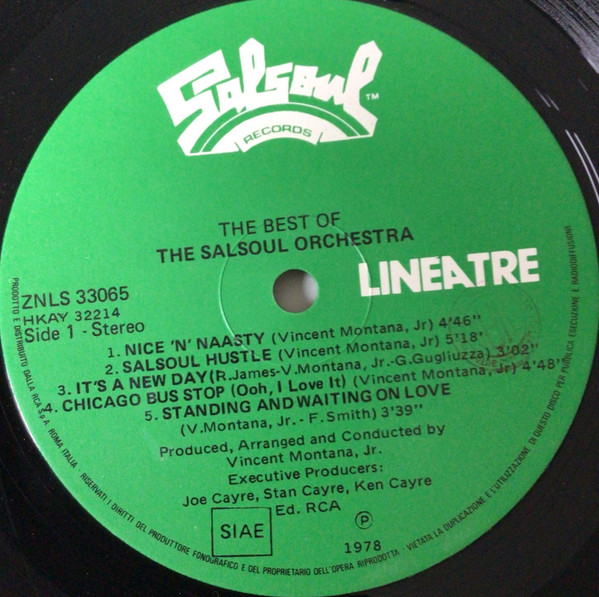 Salsoul TM
RECORDS
THE BEST OF
THE SALSOUL ORCHESTRA
LINEATRE
ZNLS 33065
HKAY 32214
Side 1 - Stereo
1. NICE 'N' NAASTY (Vincent Montana, Jr) 4'46"
2. SALSOUL HUSTLE (Vincent Montana, Jr) 5'18"
3. IT'S A NEW DAY(R.James-V.Montana, Jr.-G.Gugliuzza) 3'02"
4. CHICAGO BUS STOP (Ooh, I Love It) (Vincent Montana, Jr) 4'48"
5. STANDING AND WAITING ON LOVE
(V.Montana, Jr. - F.Smith) 3'39"
Produced, Arranged and Conducted by
Vincent Montana, Jr.
Executive Producers:
Joe Cayre, Stan Cayre, Ken Cayre
Ed. RCA
SIAE
P
1978
PRODOTTO E DISTRIBUITO DALLA RCA S.p.A. ROMA ITALIA - RISERVATI I DIRITTI DEL PRODUTTORE FONOGRAFICO E DEL PROPRIETARIO DELL'OPERA RIPRODOTTA - VIETATA LA DUPLICAZIONE E L'UTILIZZAZIONE DI QUESTO DISCO PER PUBBLICA ESECUZIONE E RADIODIFFUSIONE